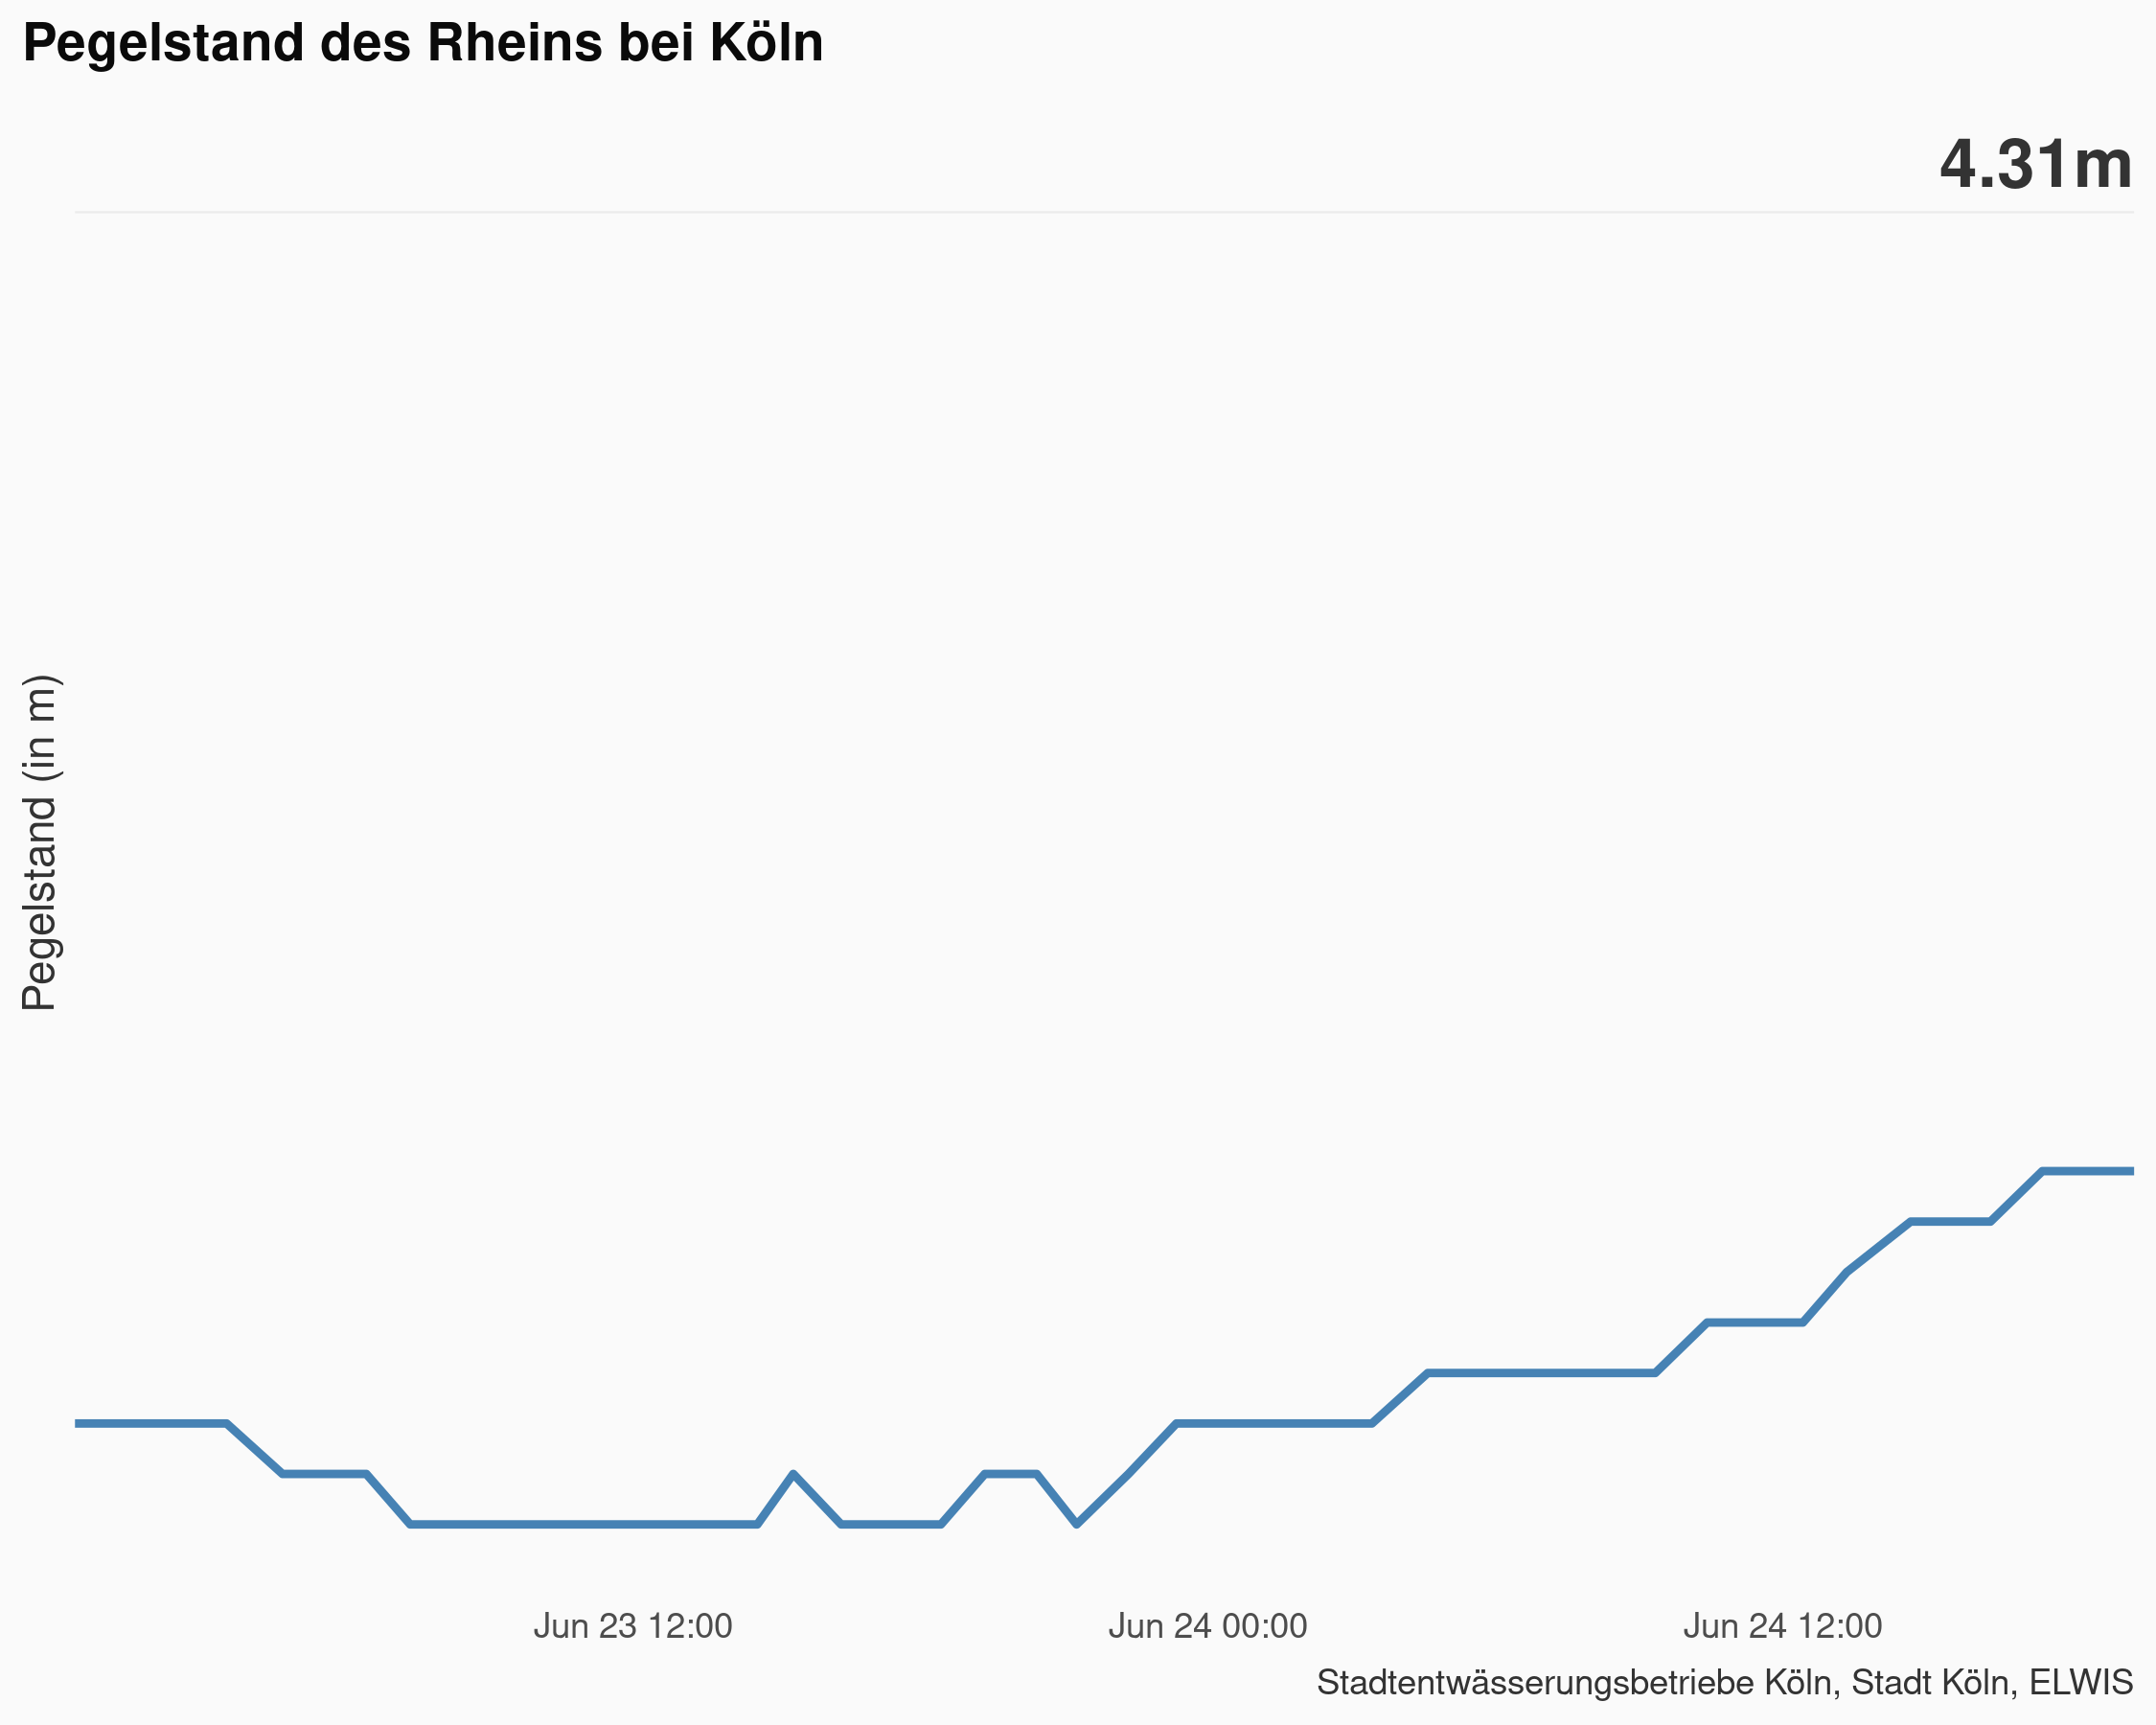 Pegelstand des Rheins bei Köln
4.31m
Pegelstand (in m)
Jun 23 12:00
Jun 24 00:00
Jun 24 12:00
Stadtentwässerungsbetriebe Köln, Stadt Köln, ELWIS